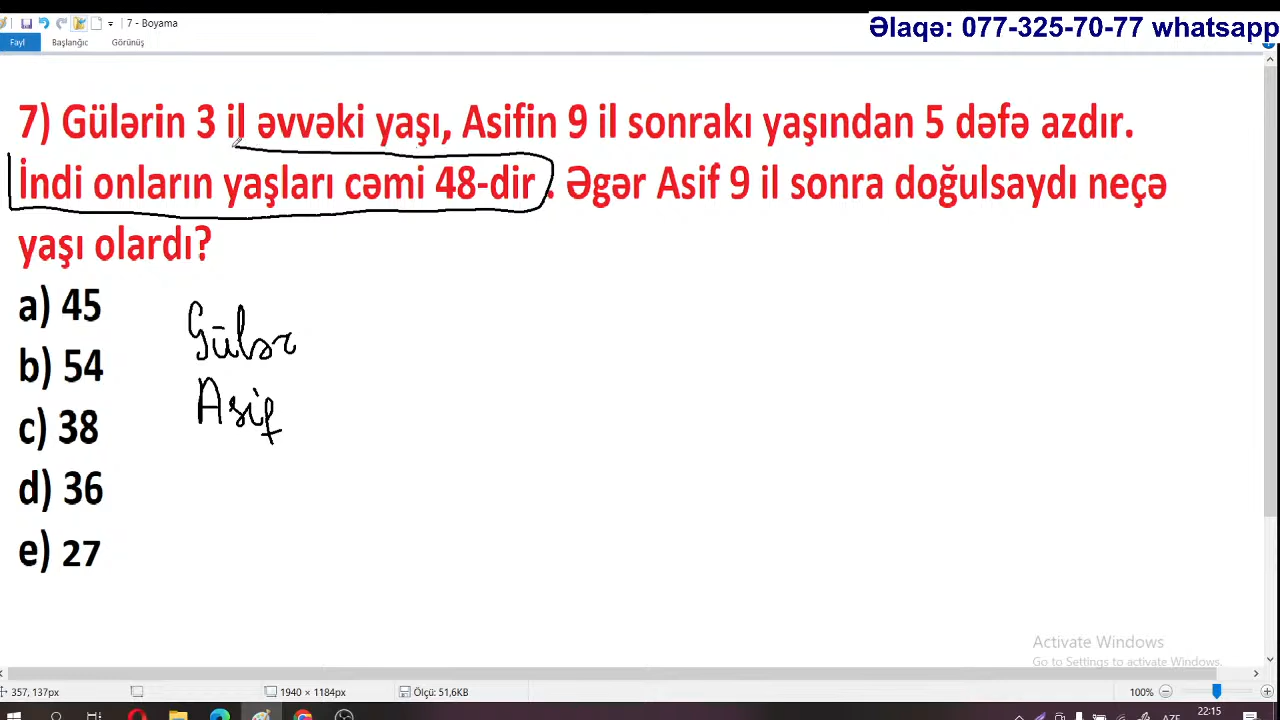 7 - Boyama
Əlaqə: 077-325-70-77 whatsapp
Fayl Başlanğıc Görünüş
7) Gülərin 3 il əvvəki yaşı, Asifin 9 il sonrakı yaşından 5 dəfə azdır.
İndi onların yaşları cəmi 48-dir . Əgər Asif 9 il sonra doğulsaydı neçə
yaşı olardı?
a) 45
b) 54
c) 38
d) 36
e) 27
Gülər
Asif
Activate Windows
Go to Settings to activate Windows.
357, 137px 1940 × 1184px Ölçü: 51,6KB 100%
22:15
AZE